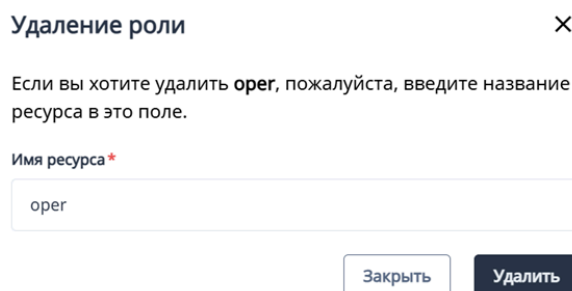 Удаление роли
Если вы хотите удалить oper, пожалуйста, введите название
ресурса в это поле.
Имя ресурса*
oper
Закрыть
Удалить